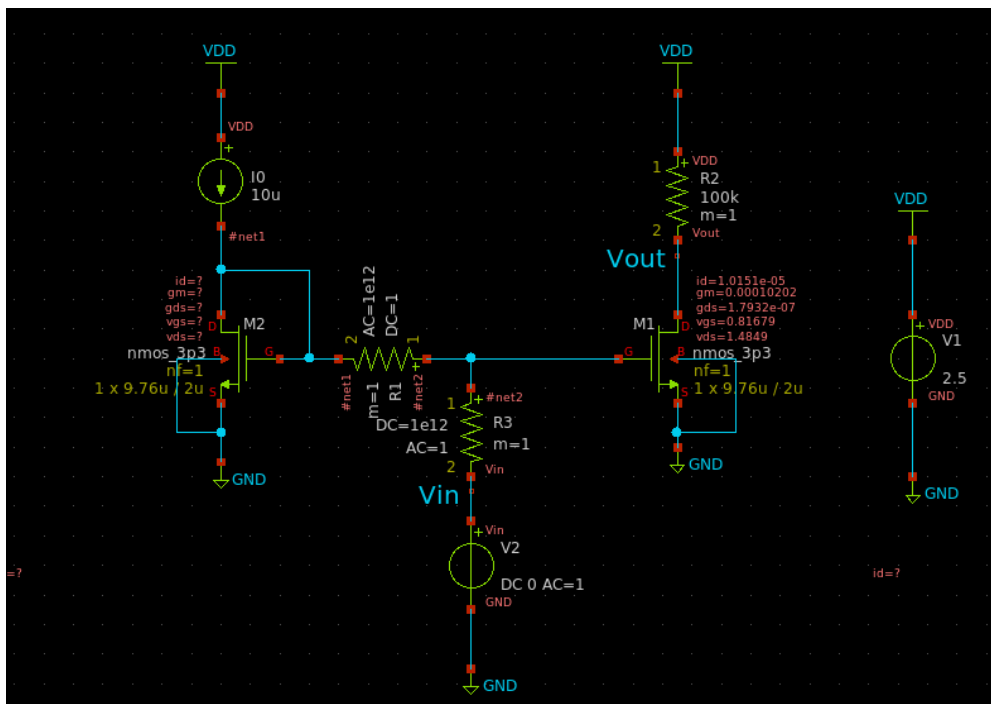 VDD
VDD
VDD
+
I0
10u
#net1
id=?
gm=?
gds=?
vgs=?
vds=?
D
M2
B
G
nmos_3p3
nf=1
1 x 9.76u / 2u
S
GND
AC=1e12
DC=1
2
1
+
#net1
m=1
R1
#net2
1
+
#net2
DC=1e12
R3
AC=1
m=1
2
Vin
Vin
+
Vin
V2
DC 0 AC=1
GND
GND
1
+
VDD
R2
100k
m=1
2
Vout
Vout
id=1.0151e-05
gm=0.00010202
gds=1.7932e-07
vgs=0.81679
vds=1.4849
M1
D
G
B
nmos_3p3
nf=1
1 x 9.76u / 2u
S
GND
VDD
+
VDD
V1
2.5
GND
GND
=?
id=?